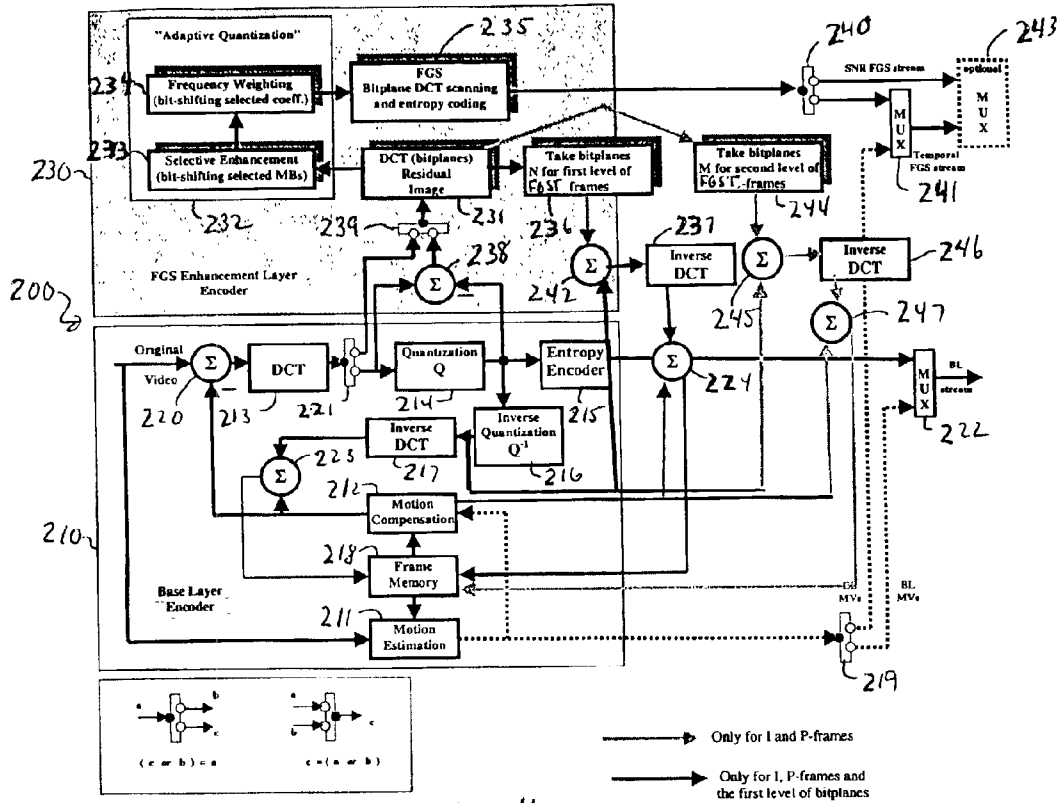 "Adaptive Quantization"
235
240
243
234
Frequency Weighting
(bit-shifting selected coeff.)
FGS
Bitplane DCT scanning
and entropy coding
SNR FGS stream
optional
MUX
233
Selective Enhancement
(bit-shifting selected MBs)
DCT (bitplanes)
Residual
Image
Take bitplanes
N for first level of
FGST frames
Take bitplanes
M for second level of
FGST-frames
MUX
Temporal
FGS stream
241
230
232
239
231
236
237
244
FGS Enhancement Layer
Encoder
Σ
238
Σ
242
Inverse
DCT
Σ
245
Inverse
DCT
246
200
Σ
247
Original
Video
Σ
220
DCT
213
221
Quantization
Q
214
Entropy
Encoder
215
Σ
224
MUX
BL
stream
222
Inverse
DCT
217
Inverse
Quantization
Q-1
216
Σ
223
212
Motion
Compensation
210
218
Frame
Memory
Base Layer
Encoder
211
Motion
Estimation
MVs
BL
MVs
219
a
b
c
(c or b) = a
a
b
c
c = (a or b)
Only for I and P-frames
Only for I, P-frames and
the first level of bitplanes